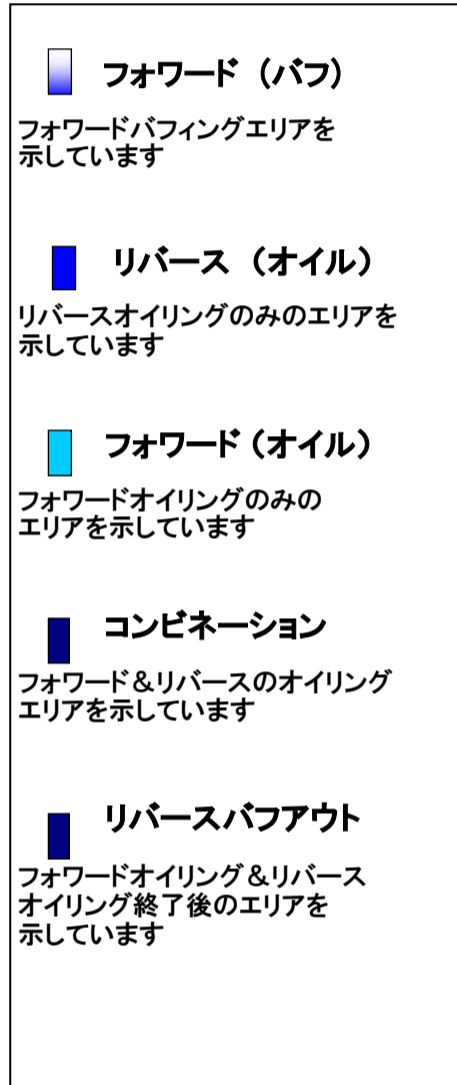 フォワード（バフ）
フォワードバフィングエリアを
示しています
リバース（オイル）
リバースオイリングのみのエリアを
示しています
フォワード（オイル）
フォワードオイリングのみの
エリアを示しています
コンビネーション
フォワード＆リバースのオイリング
エリアを示しています
リバースバフアウト
フォワードオイリング＆リバース
オイリング終了後のエリアを
示しています